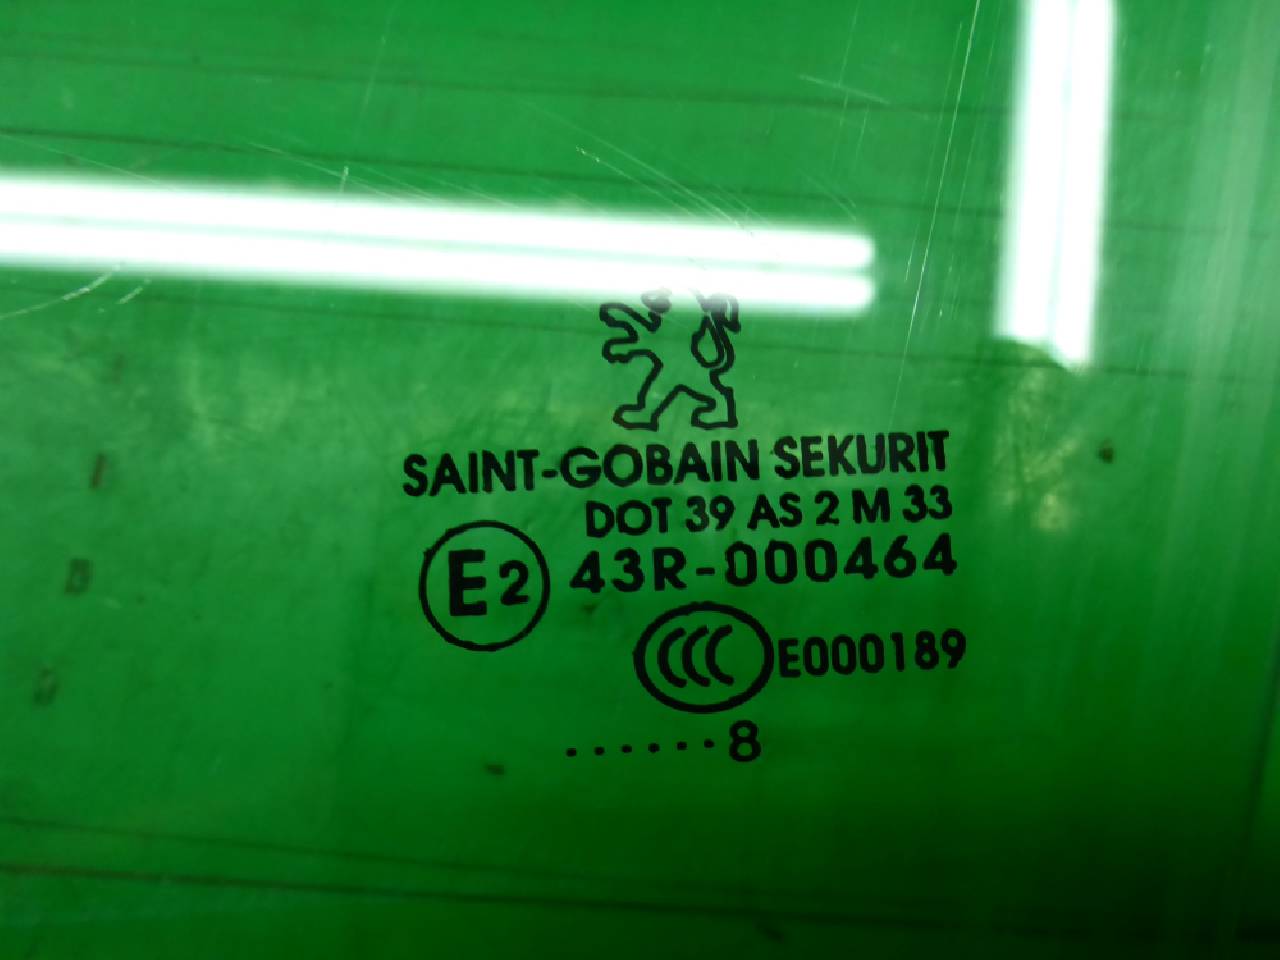 SAINT-GOBAIN SEKURIT
DOT 39 AS 2 M 33
E2 43R-000464
CCC E000189
......8